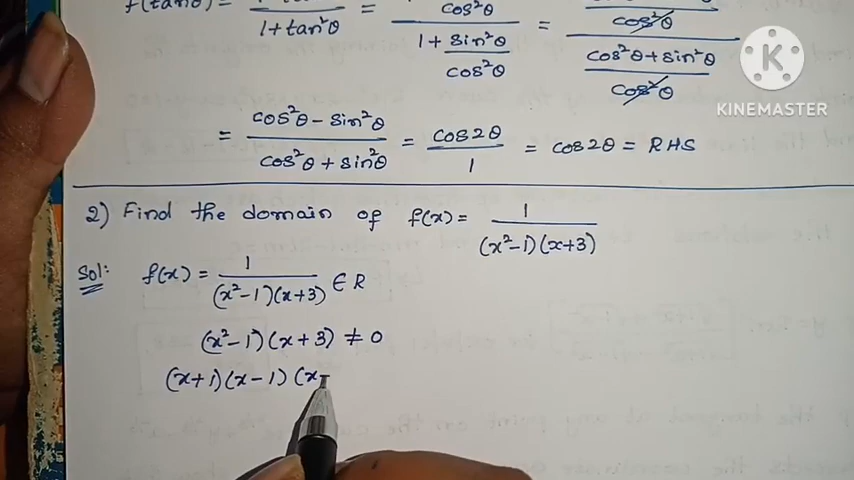 f(tanθ) = ――― / 1+tan²θ = cos²θ / 1+ sin²θ/cos²θ = cos²θ / cos²θ+sin²θ / cos²θ
= cos²θ-sin²θ / cos²θ+sin²θ = cos2θ / 1 = cos2θ = RHS
KINEMASTER
2) Find the domain of f(x)= 1 / (x²-1)(x+3)
Sol: f(x) = 1 / (x²-1)(x+3) ∈ R
(x²-1)(x+3) ≠ 0
(x+1)(x-1)(x